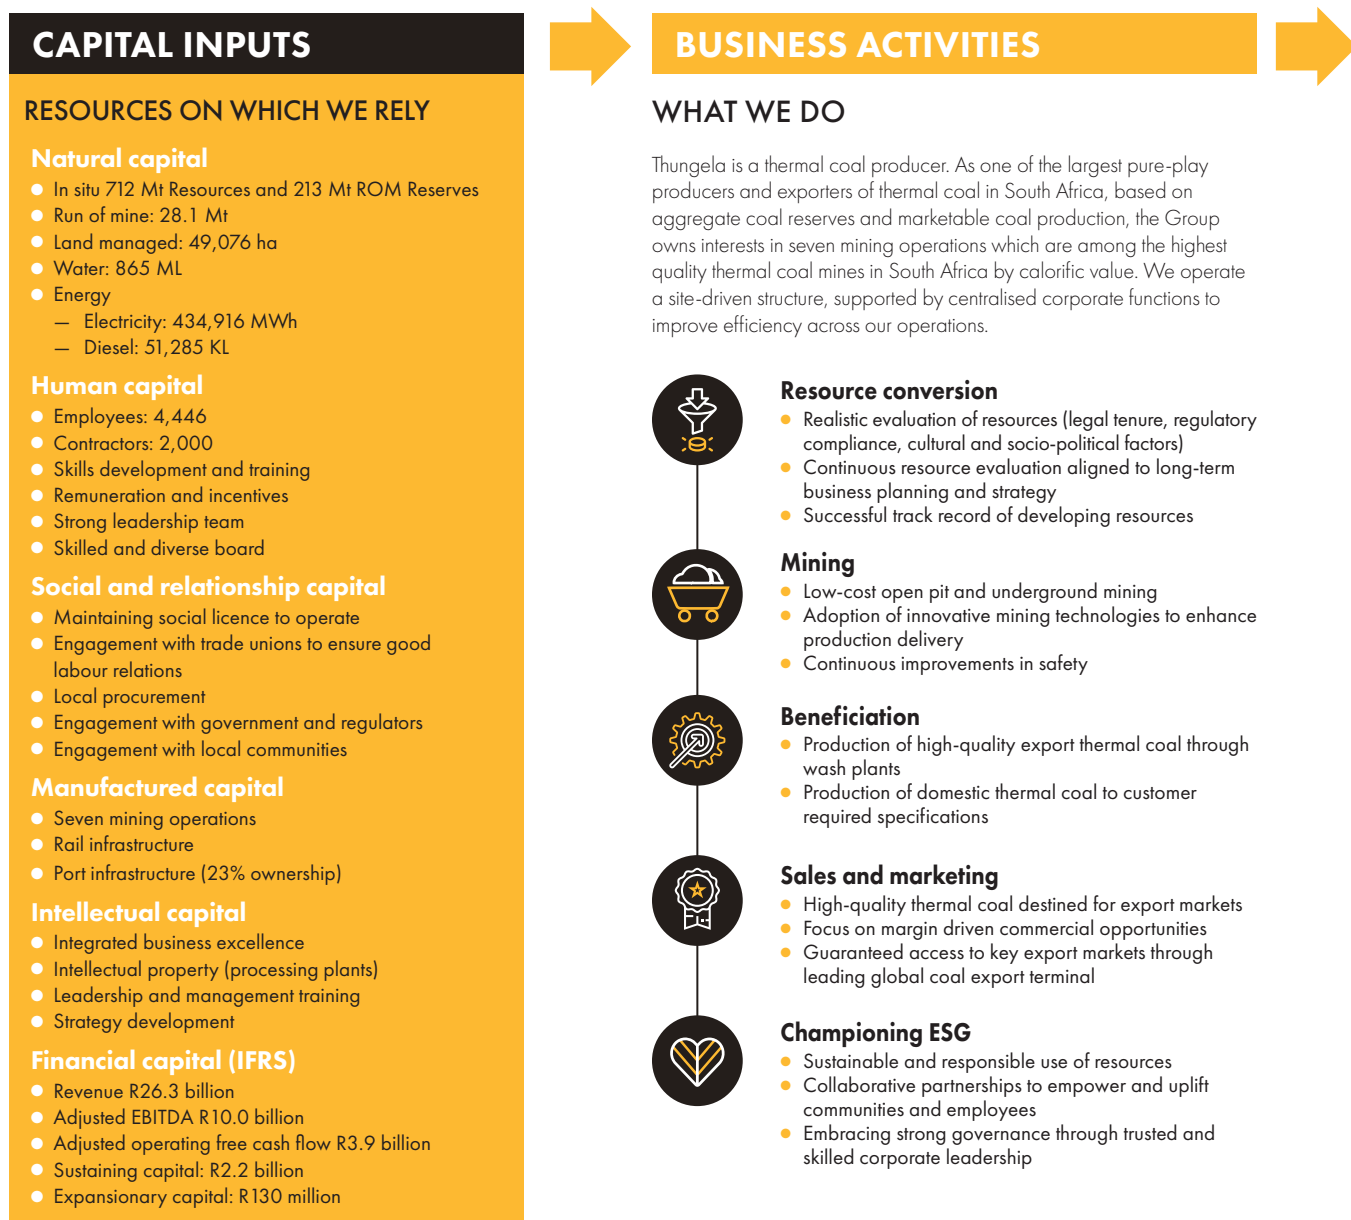 CAPITAL INPUTS
RESOURCES ON WHICH WE RELY
Natural capital
In situ 712 Mt Resources and 213 Mt ROM Reserves
Run of mine: 28.1 Mt
Land managed: 49,076 ha
Water: 865 ML
Energy
— Electricity: 434,916 MWh
— Diesel: 51,285 KL
Human capital
Employees: 4,446
Contractors: 2,000
Skills development and training
Remuneration and incentives
Strong leadership team
Skilled and diverse board
Social and relationship capital
Maintaining social licence to operate
Engagement with trade unions to ensure good
labour relations
Local procurement
Engagement with government and regulators
Engagement with local communities
Manufactured capital
Seven mining operations
Rail infrastructure
Port infrastructure (23% ownership)
Intellectual capital
Integrated business excellence
Intellectual property (processing plants)
Leadership and management training
Strategy development
Financial capital (IFRS)
Revenue R26.3 billion
Adjusted EBITDA R10.0 billion
Adjusted operating free cash flow R3.9 billion
Sustaining capital: R2.2 billion
Expansionary capital: R130 million
BUSINESS ACTIVITIES
WHAT WE DO
Thungela is a thermal coal producer. As one of the largest pure-play
producers and exporters of thermal coal in South Africa, based on
aggregate coal reserves and marketable coal production, the Group
owns interests in seven mining operations which are among the highest
quality thermal coal mines in South Africa by calorific value. We operate
a site-driven structure, supported by centralised corporate functions to
improve efficiency across our operations.
Resource conversion
Realistic evaluation of resources (legal tenure, regulatory
compliance, cultural and socio-political factors)
Continuous resource evaluation aligned to long-term
business planning and strategy
Successful track record of developing resources
Mining
Low-cost open pit and underground mining
Adoption of innovative mining technologies to enhance
production delivery
Continuous improvements in safety
Beneficiation
Production of high-quality export thermal coal through
wash plants
Production of domestic thermal coal to customer
required specifications
Sales and marketing
High-quality thermal coal destined for export markets
Focus on margin driven commercial opportunities
Guaranteed access to key export markets through
leading global coal export terminal
Championing ESG
Sustainable and responsible use of resources
Collaborative partnerships to empower and uplift
communities and employees
Embracing strong governance through trusted and
skilled corporate leadership